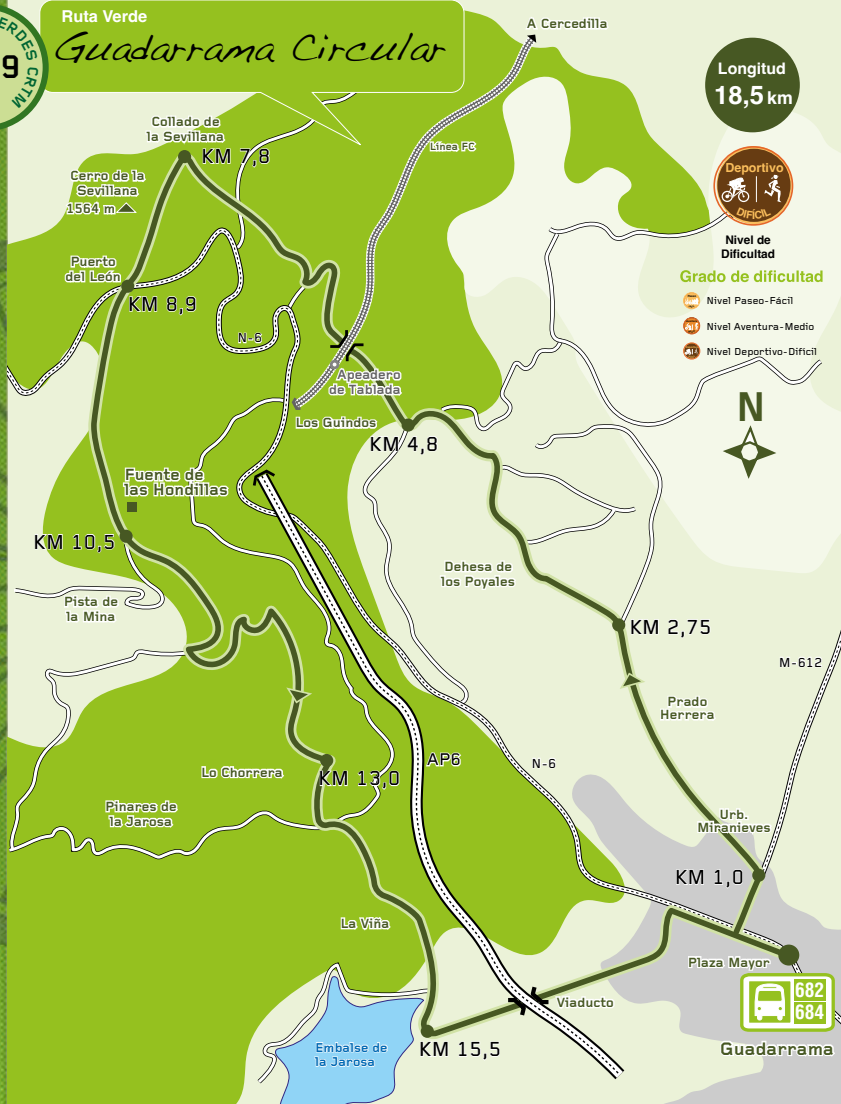 Ruta Verde
Guadarrama Circular
ERDES CRTM
9
A Cercedilla
Longitud
18,5 km
Línea FC
Collado de
la Sevillana
KM 7,8
Cerro de la
Sevillana
1564 m
Deportivo
DIFÍCIL
Nivel de
Dificultad
Grado de dificultad
Nivel Paseo-Fácil
Nivel Aventura-Medio
Nivel Deportivo-Difícil
Puerto
del León
KM 8,9
N-6
Apeadero
de Tablada
Los Guindos
KM 4,8
N
Fuente de
las Hondillas
KM 10,5
Dehesa de
los Poyales
Pista de
la Mina
KM 2,75
M-612
Prado
Herrera
AP6
N-6
Lo Chorrera
KM 13,0
Pinares de
la Jarosa
Urb.
Miranieves
KM 1,0
La Viña
Plaza Mayor
682
684
Viaducto
Guadarrama
Embalse de
la Jarosa
KM 15,5